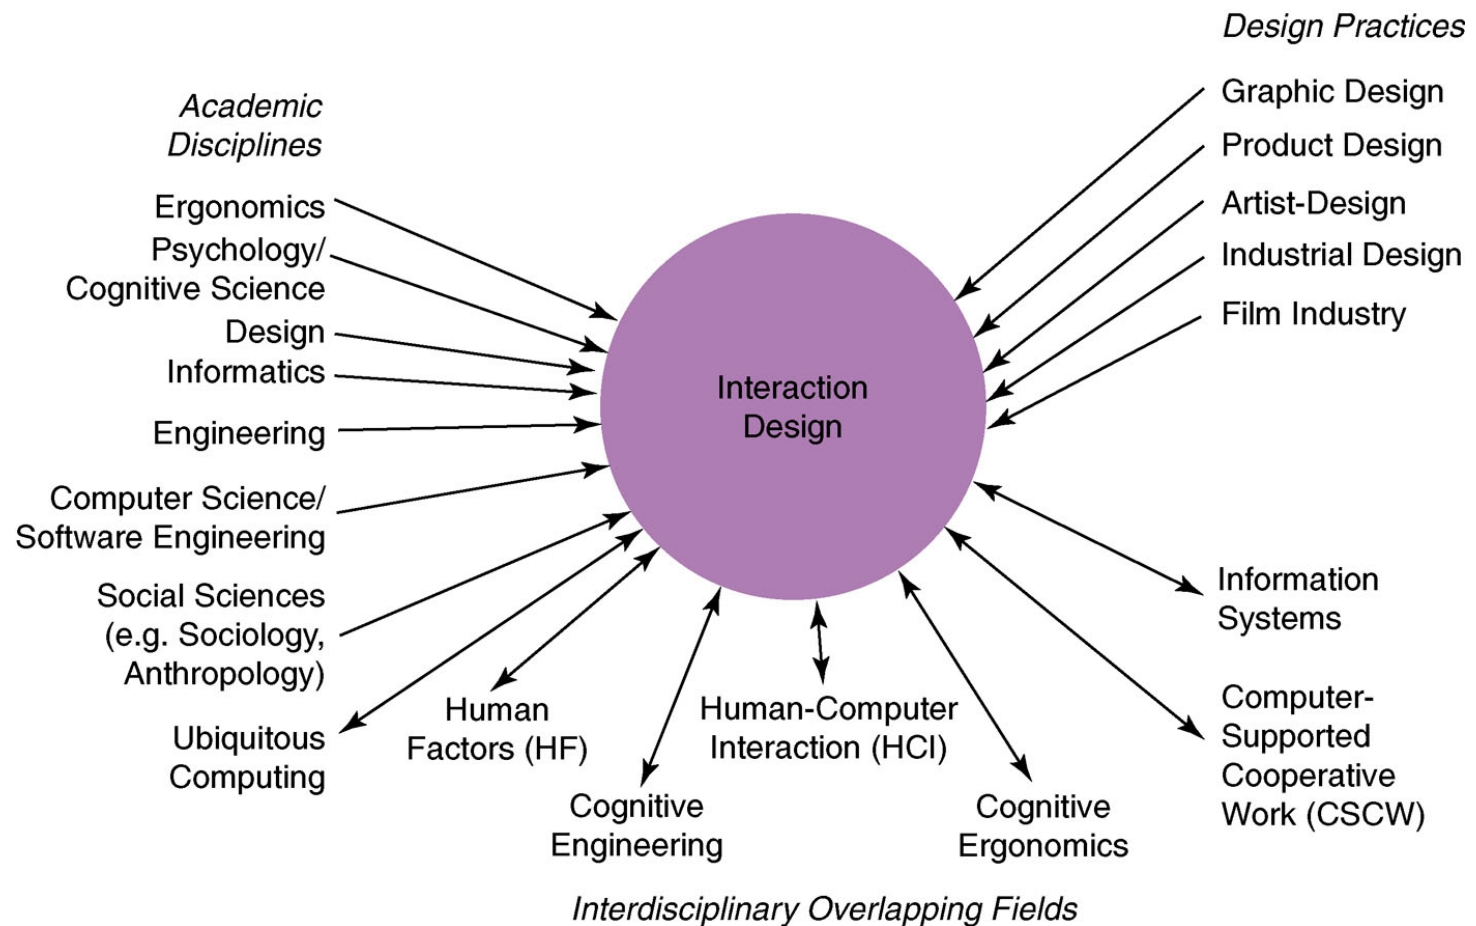 Academic
Disciplines
Ergonomics
Psychology/
Cognitive Science
Design
Informatics
Engineering
Computer Science/
Software Engineering
Social Sciences
(e.g. Sociology,
Anthropology)
Ubiquitous
Computing
Human
Factors (HF)
Cognitive
Engineering
Human-Computer
Interaction (HCI)
Cognitive
Ergonomics
Interdisciplinary Overlapping Fields
Interaction
Design
Design Practices
Graphic Design
Product Design
Artist-Design
Industrial Design
Film Industry
Information
Systems
Computer-
Supported
Cooperative
Work (CSCW)